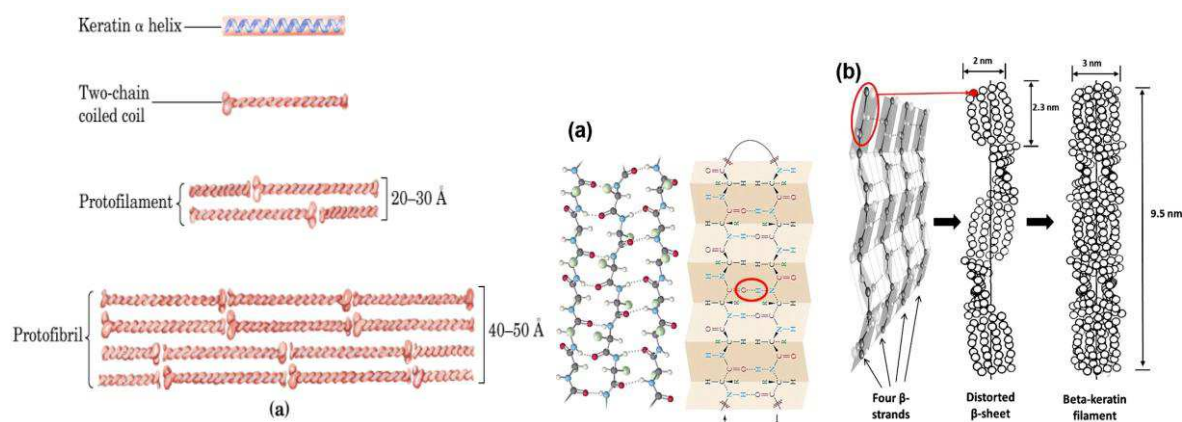 Keratin α helix
Two-chain
coiled coil
Protofilament
20–30 Å
Protofibril
40–50 Å
(a)
(a)
(b)
2 nm
2.3 nm
3 nm
9.5 nm
Four β-
strands
Distorted
β-sheet
Beta-keratin
filament